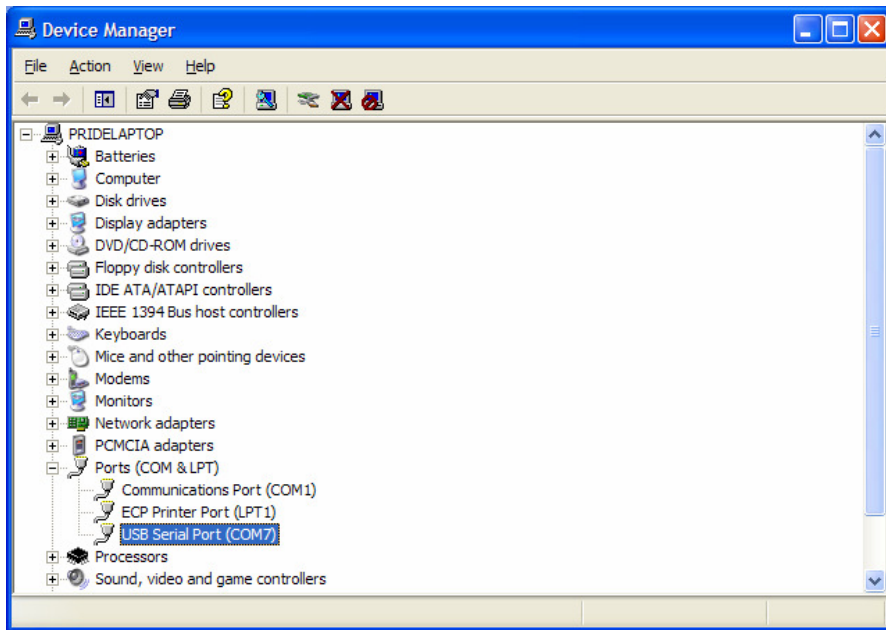 Device Manager
File Action View Help
PRIDELAPTOP
Batteries
Computer
Disk drives
Display adapters
DVD/CD-ROM drives
Floppy disk controllers
IDE ATA/ATAPI controllers
IEEE 1394 Bus host controllers
Keyboards
Mice and other pointing devices
Modems
Monitors
Network adapters
PCMCIA adapters
Ports (COM & LPT)
Communications Port (COM1)
ECP Printer Port (LPT1)
USB Serial Port (COM7)
Processors
Sound, video and game controllers